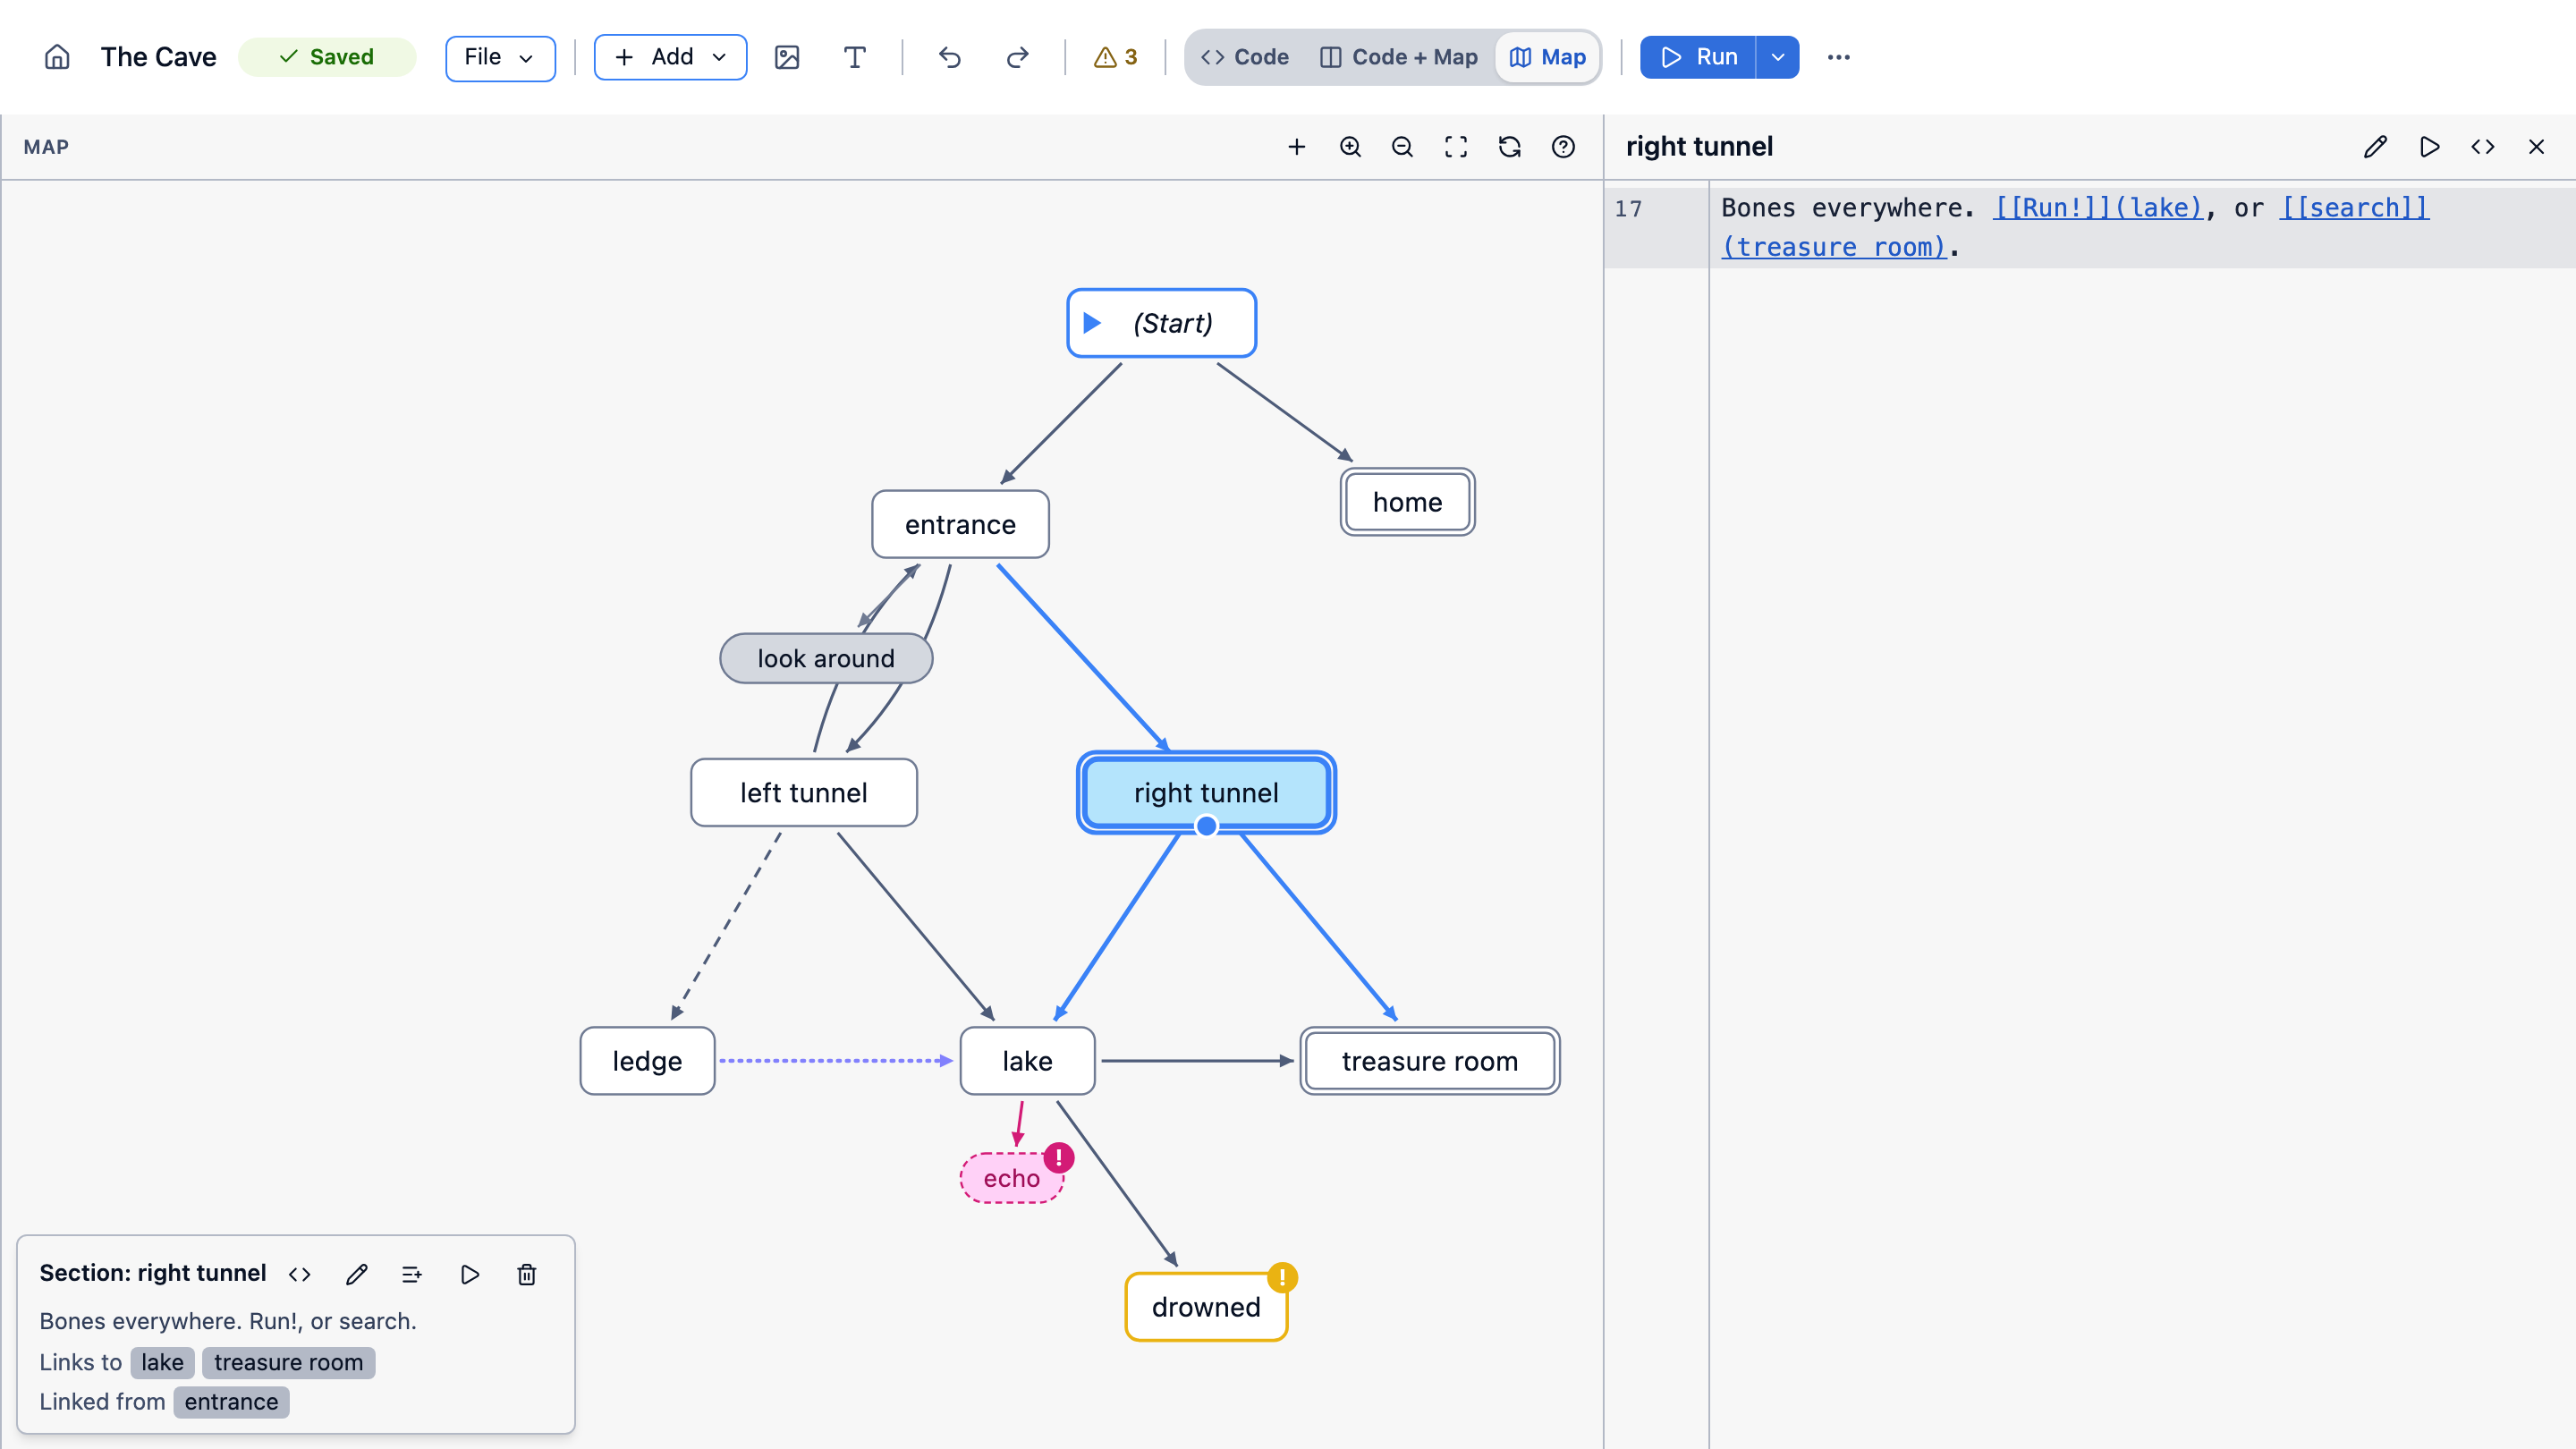 The Cave
Saved
File
Add
3
Code
Code + Map
Map
Run
MAP
right tunnel
17
Bones everywhere. [[Run!]](lake), or [[search]]
(treasure room).
(Start)
home
entrance
look around
left tunnel
right tunnel
ledge
lake
treasure room
echo
!
drowned
!
Section: right tunnel
Bones everywhere. Run!, or search.
Links to lake treasure room
Linked from entrance